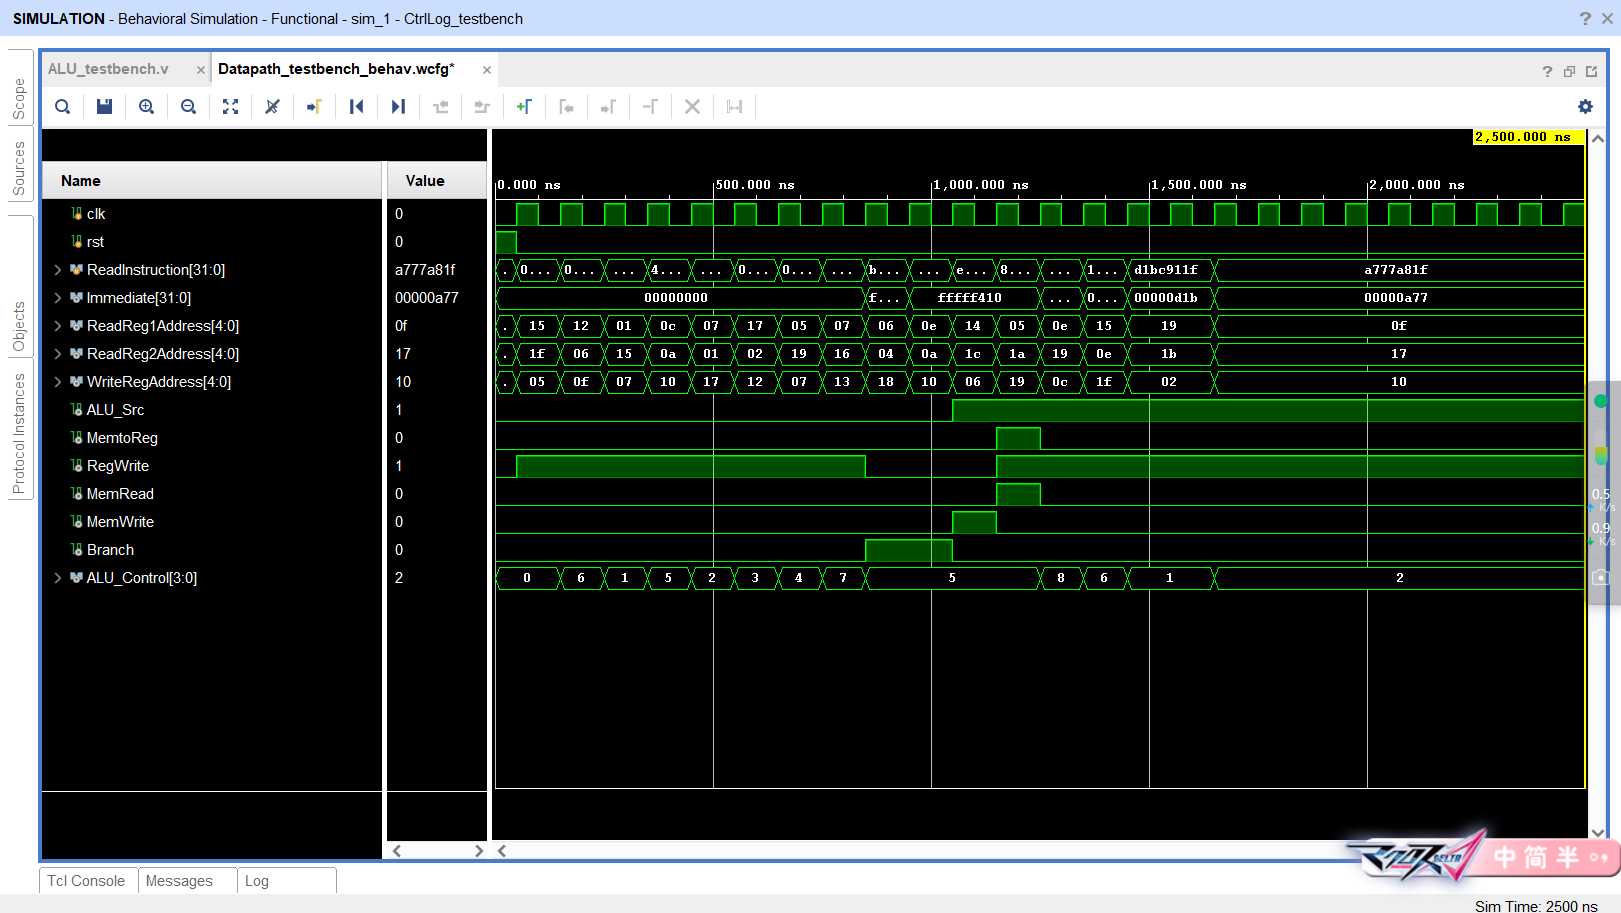 SIMULATION - Behavioral Simulation - Functional - sim_1 - CtrlLog_testbench
ALU_testbench.v
Datapath_testbench_behav.wcfg*
Scope
Sources
Objects
Protocol Instances
2,500.000 ns
Name Value
0.000 ns 500.000 ns 1,000.000 ns 1,500.000 ns 2,000.000 ns
clk 0
rst 0
ReadInstruction[31:0] a777a81f . 0... 0... ... 4... ... 0... 0... ... b... ... e... 8... ... 1... d1bc911f a777a81f
Immediate[31:0] 00000a77 00000000 f... fffff410 ... 0... 00000d1b 00000a77
ReadReg1Address[4:0] 0f . 15 12 01 0c 07 17 05 07 06 0e 14 05 0e 15 19 0f
ReadReg2Address[4:0] 17 . 1f 06 15 0a 01 02 19 16 04 0a 1c 1a 19 0e 1b 17
WriteRegAddress[4:0] 10 . 05 0f 07 10 17 12 07 13 18 10 06 19 0c 1f 02 10
ALU_Src 1
MemtoReg 0
RegWrite 1
MemRead 0
MemWrite 0
Branch 0
ALU_Control[3:0] 2 0 6 1 5 2 3 4 7 5 8 6 1 2
0.5
K/s
0.9
K/s
中 简 半
Tcl Console Messages Log
Sim Time: 2500 ns